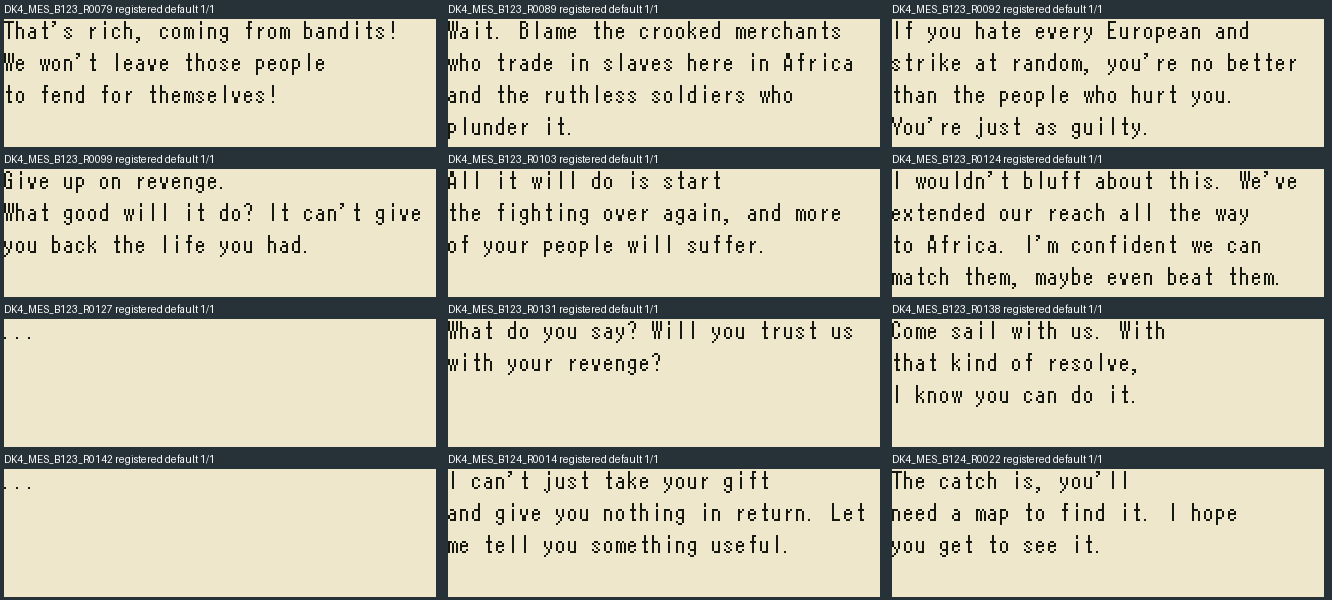 DK4_MES_B123_R0079 registered default 1/1
That's rich, coming from bandits!
We won't leave those people
to fend for themselves!
DK4_MES_B123_R0089 registered default 1/1
Wait. Blame the crooked merchants
who trade in slaves here in Africa
and the ruthless soldiers who
plunder it.
DK4_MES_B123_R0092 registered default 1/1
If you hate every European and
strike at random, you're no better
than the people who hurt you.
You're just as guilty.
DK4_MES_B123_R0099 registered default 1/1
Give up on revenge.
What good will it do? It can't give
you back the life you had.
DK4_MES_B123_R0103 registered default 1/1
All it will do is start
the fighting over again, and more
of your people will suffer.
DK4_MES_B123_R0124 registered default 1/1
I wouldn't bluff about this. We've
extended our reach all the way
to Africa. I'm confident we can
match them, maybe even beat them.
DK4_MES_B123_R0127 registered default 1/1
...
DK4_MES_B123_R0131 registered default 1/1
What do you say? Will you trust us
with your revenge?
DK4_MES_B123_R0138 registered default 1/1
Come sail with us. With
that kind of resolve,
I know you can do it.
DK4_MES_B123_R0142 registered default 1/1
...
DK4_MES_B124_R0014 registered default 1/1
I can't just take your gift
and give you nothing in return. Let
me tell you something useful.
DK4_MES_B124_R0022 registered default 1/1
The catch is, you'll
need a map to find it. I hope
you get to see it.